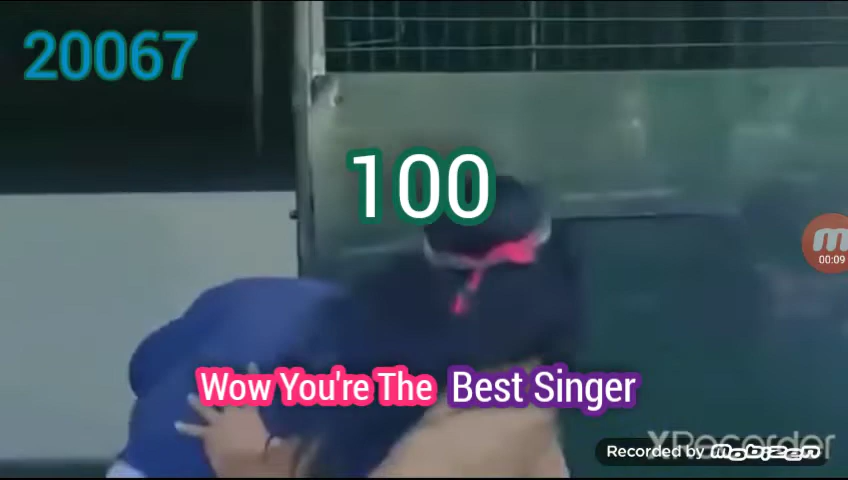 20067
100
00:09
Wow You're The Best Singer
XRecorder
Recorded by mobizen